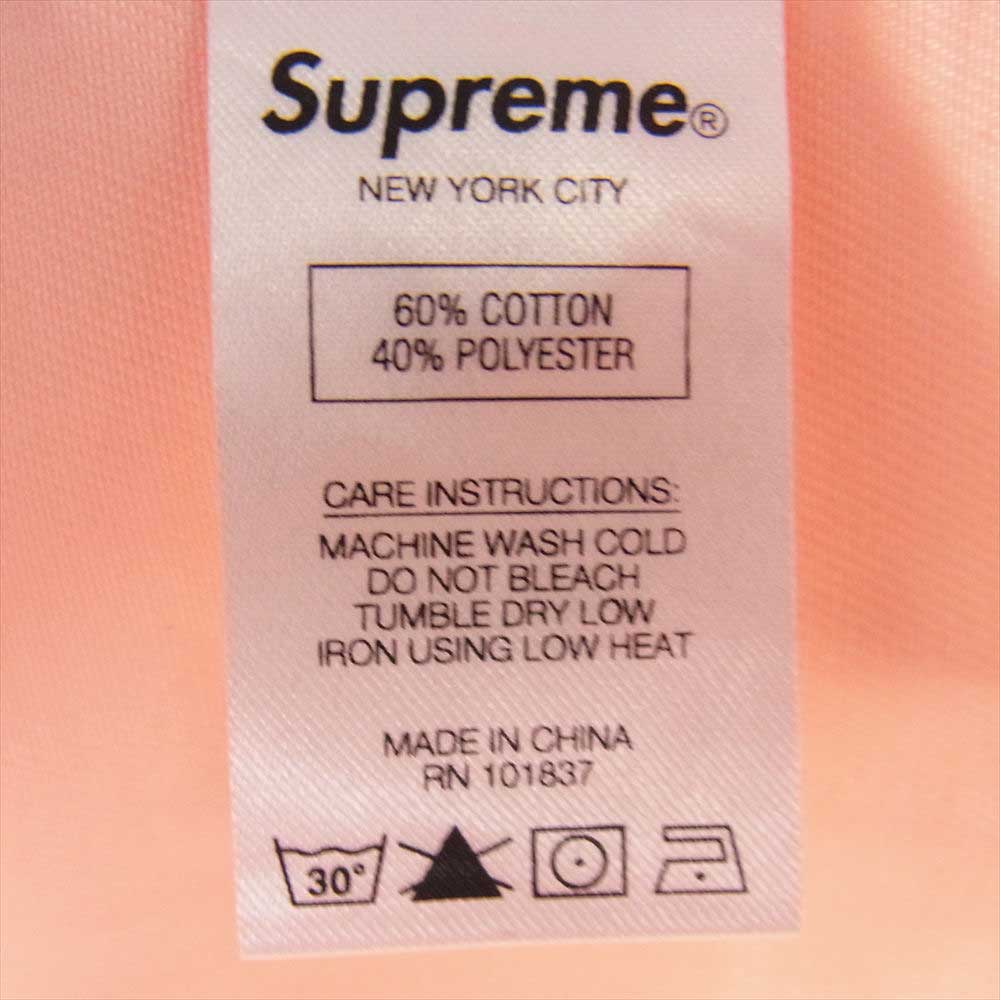 Supreme®
NEW YORK CITY
60% COTTON
40% POLYESTER
CARE INSTRUCTIONS:
MACHINE WASH COLD
DO NOT BLEACH
TUMBLE DRY LOW
IRON USING LOW HEAT
MADE IN CHINA
RN 101837
30°